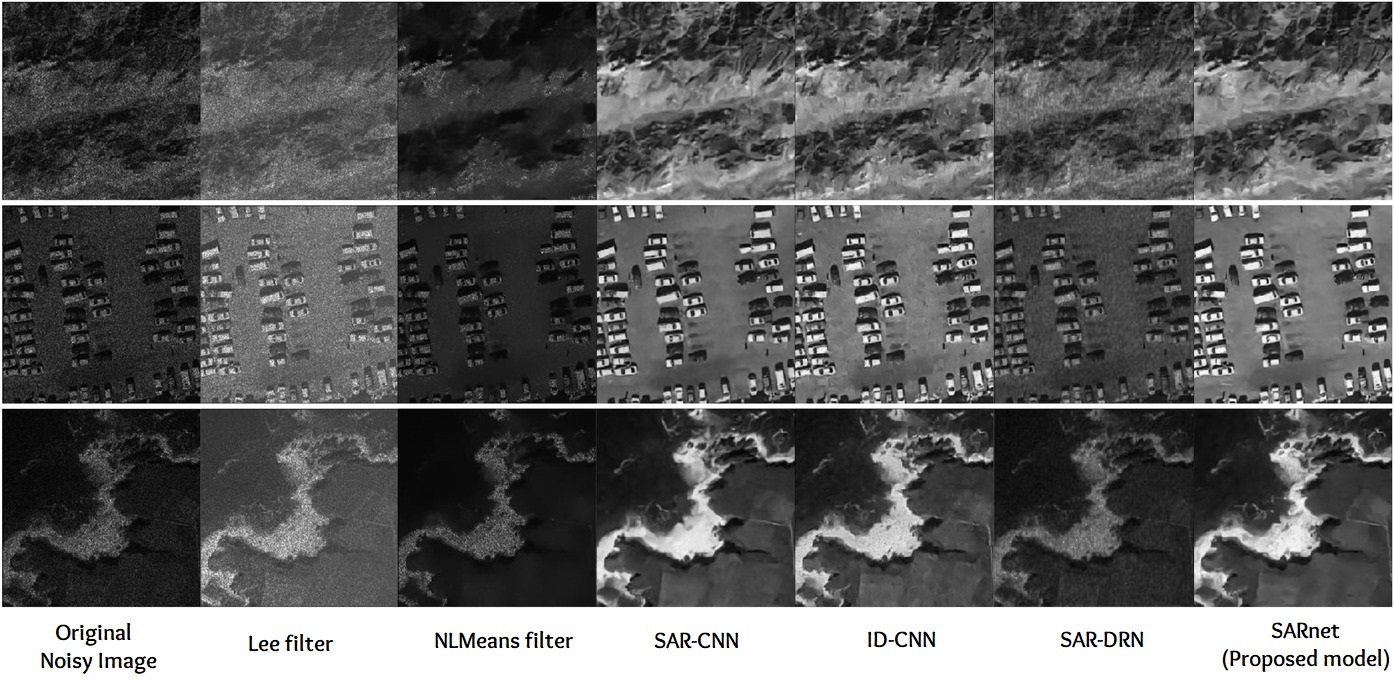 Original
Noisy Image
Lee filter
NLMeans filter
SAR-CNN
ID-CNN
SAR-DRN
SARnet
(Proposed model)